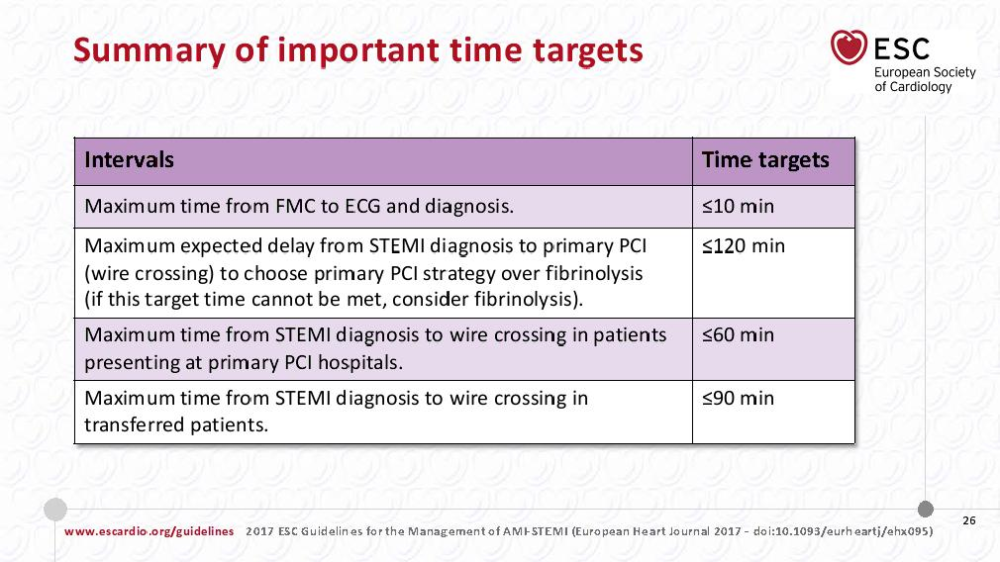 Summary of important time targets
ESC
European Society
of Cardiology
Intervals
Time targets
Maximum time from FMC to ECG and diagnosis.
≤10 min
Maximum expected delay from STEMI diagnosis to primary PCI
(wire crossing) to choose primary PCI strategy over fibrinolysis
(if this target time cannot be met, consider fibrinolysis).
≤120 min
Maximum time from STEMI diagnosis to wire crossing in patients
presenting at primary PCI hospitals.
≤60 min
Maximum time from STEMI diagnosis to wire crossing in
transferred patients.
≤90 min
www.escardio.org/guidelines 2017 ESC Guidelines for the Management of AMI-STEMI (European Heart Journal 2017 - doi:10.1093/eurheartj/ehx095)
26